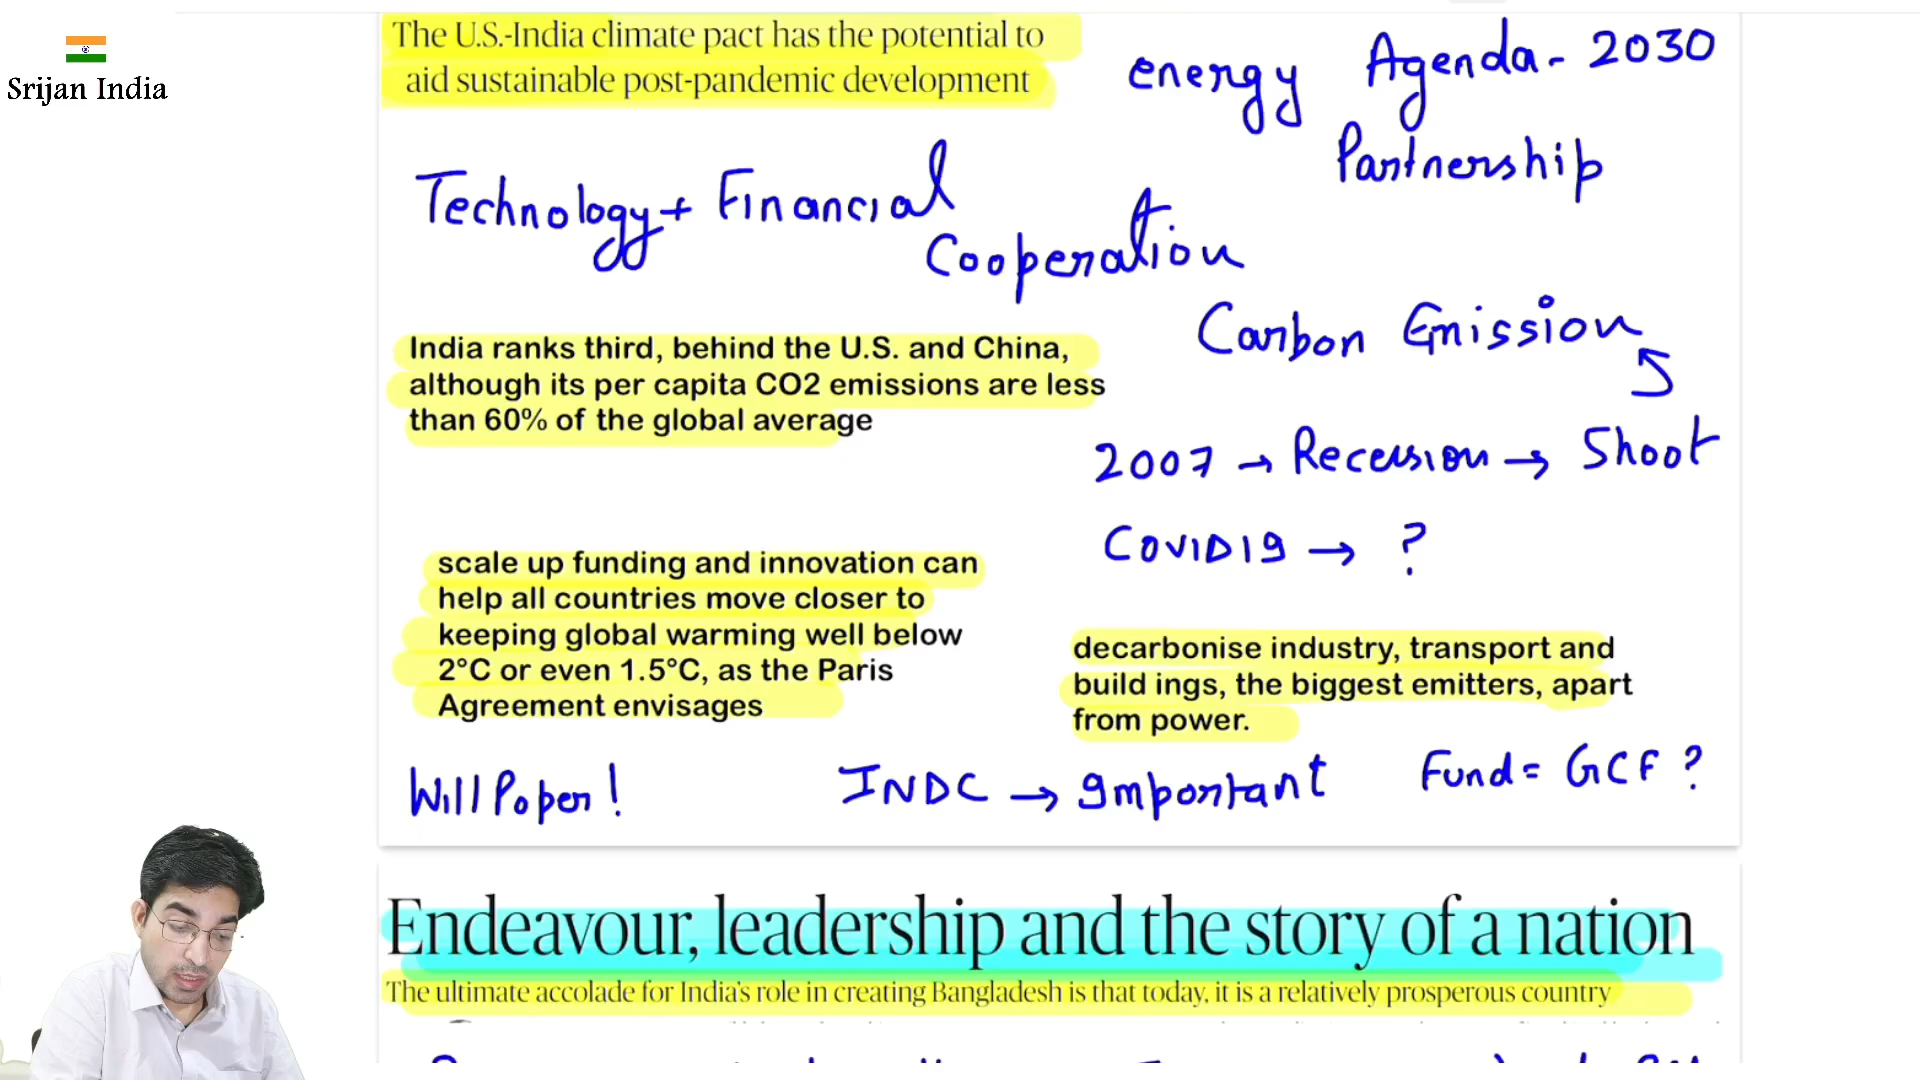 Srijan India
The U.S.-India climate pact has the potential to
aid sustainable post-pandemic development
energy Agenda - 2030
Partnership
Technology + Financial
Cooperation
Carbon Emission
India ranks third, behind the U.S. and China,
although its per capita CO2 emissions are less
than 60% of the global average
2007 → Recession → Shoot
COVID19 → ?
scale up funding and innovation can
help all countries move closer to
keeping global warming well below
2°C or even 1.5°C, as the Paris
Agreement envisages
decarbonise industry, transport and
build ings, the biggest emitters, apart
from power.
Will Poper!
INDC → Important
Fund = GCF ?
Endeavour, leadership and the story of a nation
The ultimate accolade for India's role in creating Bangladesh is that today, it is a relatively prosperous country